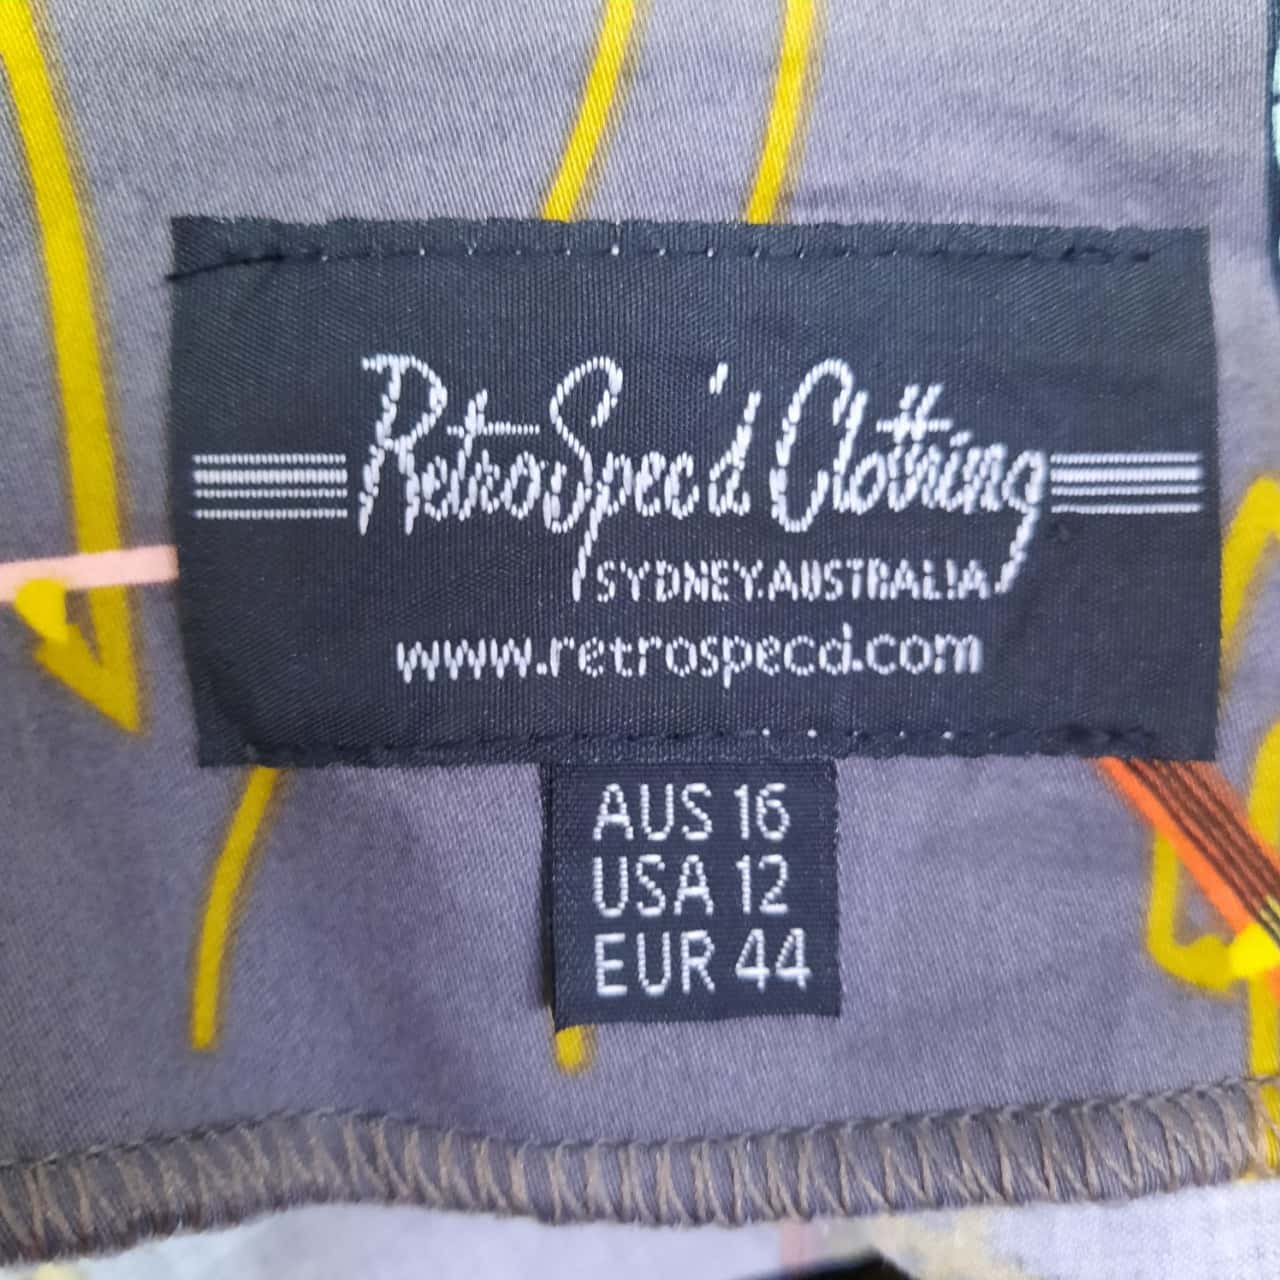 RetroSpec'd Clothing
SYDNEY.AUSTRALIA
www.retrospecd.com
AUS 16
USA 12
EUR 44